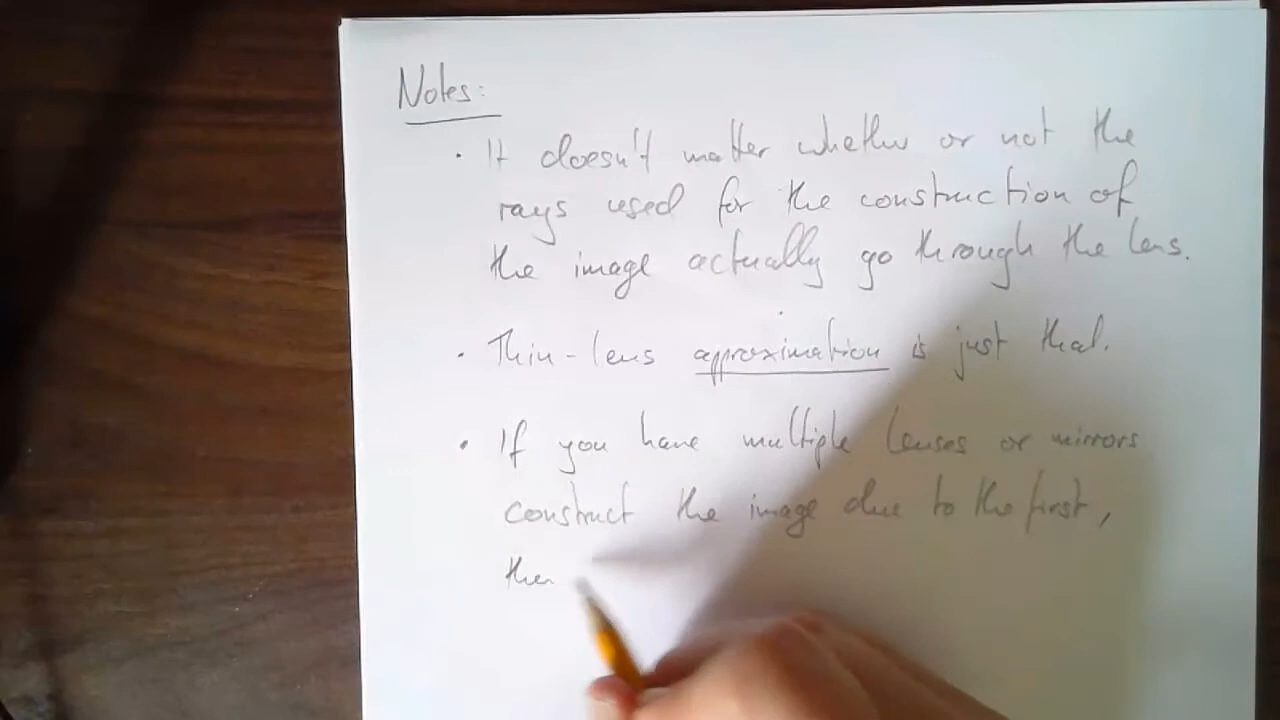 Notes:
• It doesn't matter whether or not the
rays used for the construction of
the image actually go through the lens.
• Thin-lens approximation is just that.
• If you have multiple lenses or mirrors
construct the image due to the first,
then